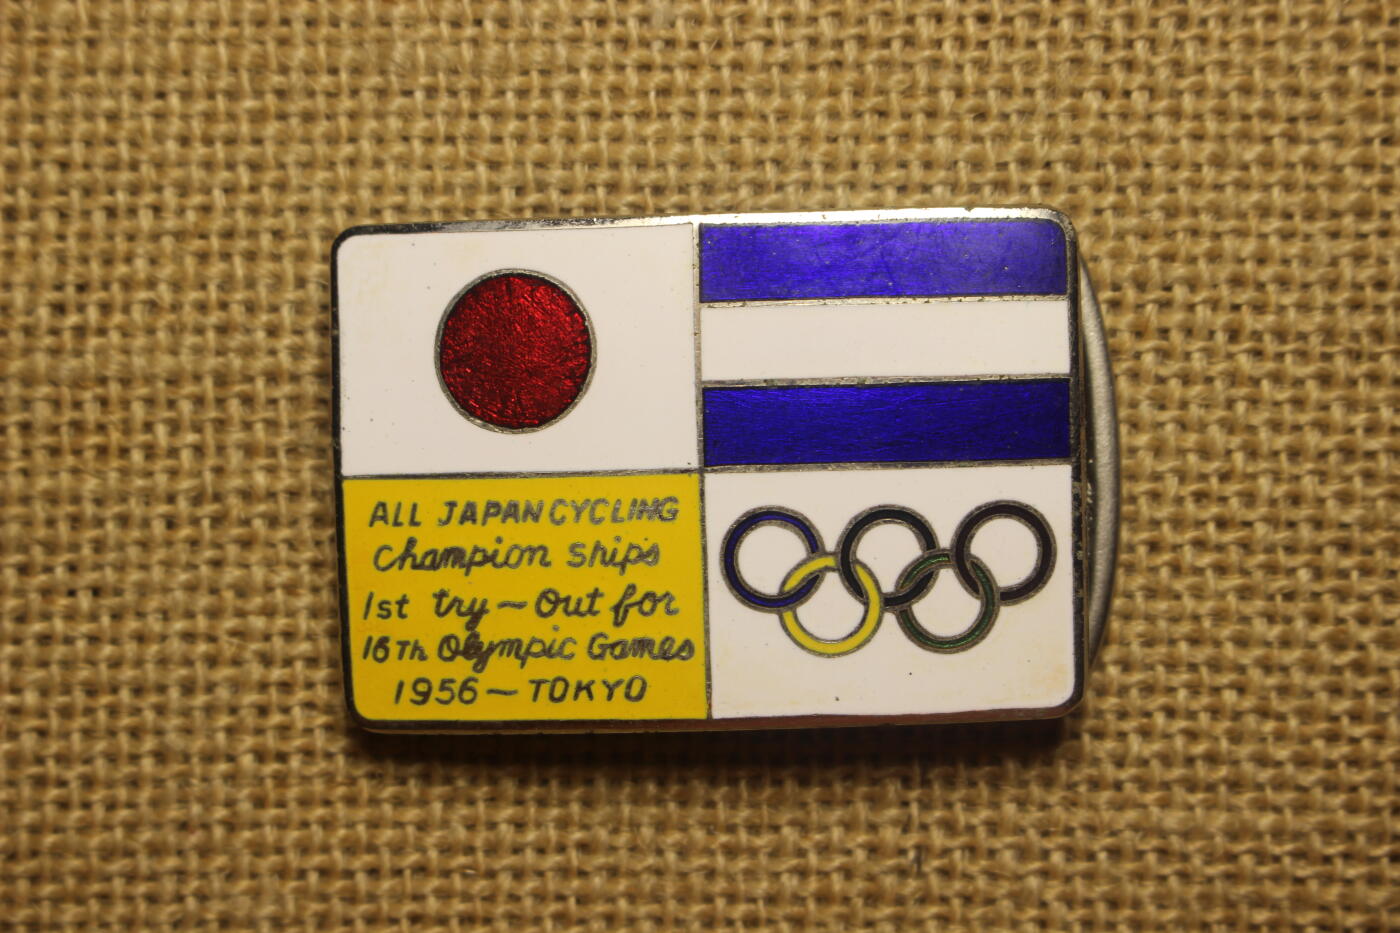 ALL JAPAN CYCLING
Champion ships
1st try~Out for
16Th Olympic Games
1956~TOKYO